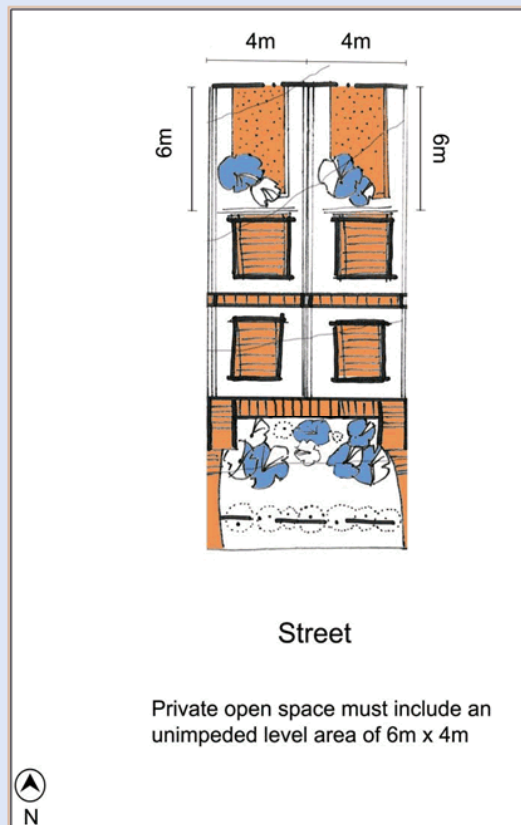 4m 4m
6m 6m
Street
Private open space must include an
unimpeded level area of 6m x 4m
N